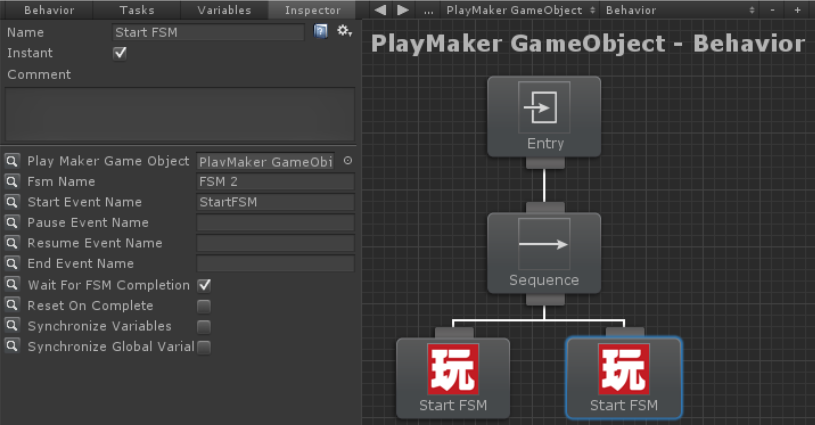 Behavior Tasks Variables Inspector
Name Start FSM
Instant
Comment
Play Maker Game Object PlayMaker GameObj
Fsm Name FSM 2
Start Event Name StartFSM
Pause Event Name
Resume Event Name
End Event Name
Wait For FSM Completion
Reset On Complete
Synchronize Variables
Synchronize Global Varial
... PlayMaker GameObject Behavior - +
PlayMaker GameObject - Behavior
Entry
Sequence
玩 玩
Start FSM Start FSM